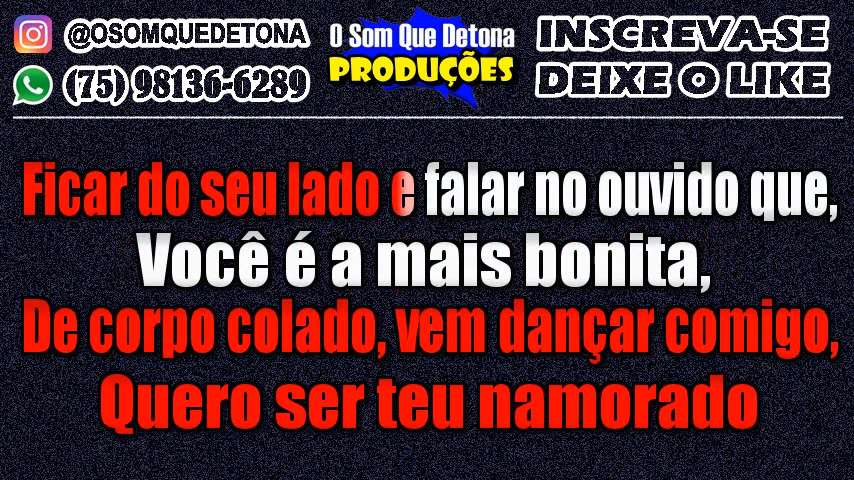 @OSOMQUEDETONA
(75) 98136-6289
O Som Que Detona
PRODUÇÕES
INSCREVA-SE
DEIXE O LIKE
Ficar do seu lado e falar no ouvido que,
Você é a mais bonita,
De corpo colado, vem dançar comigo,
Quero ser teu namorado